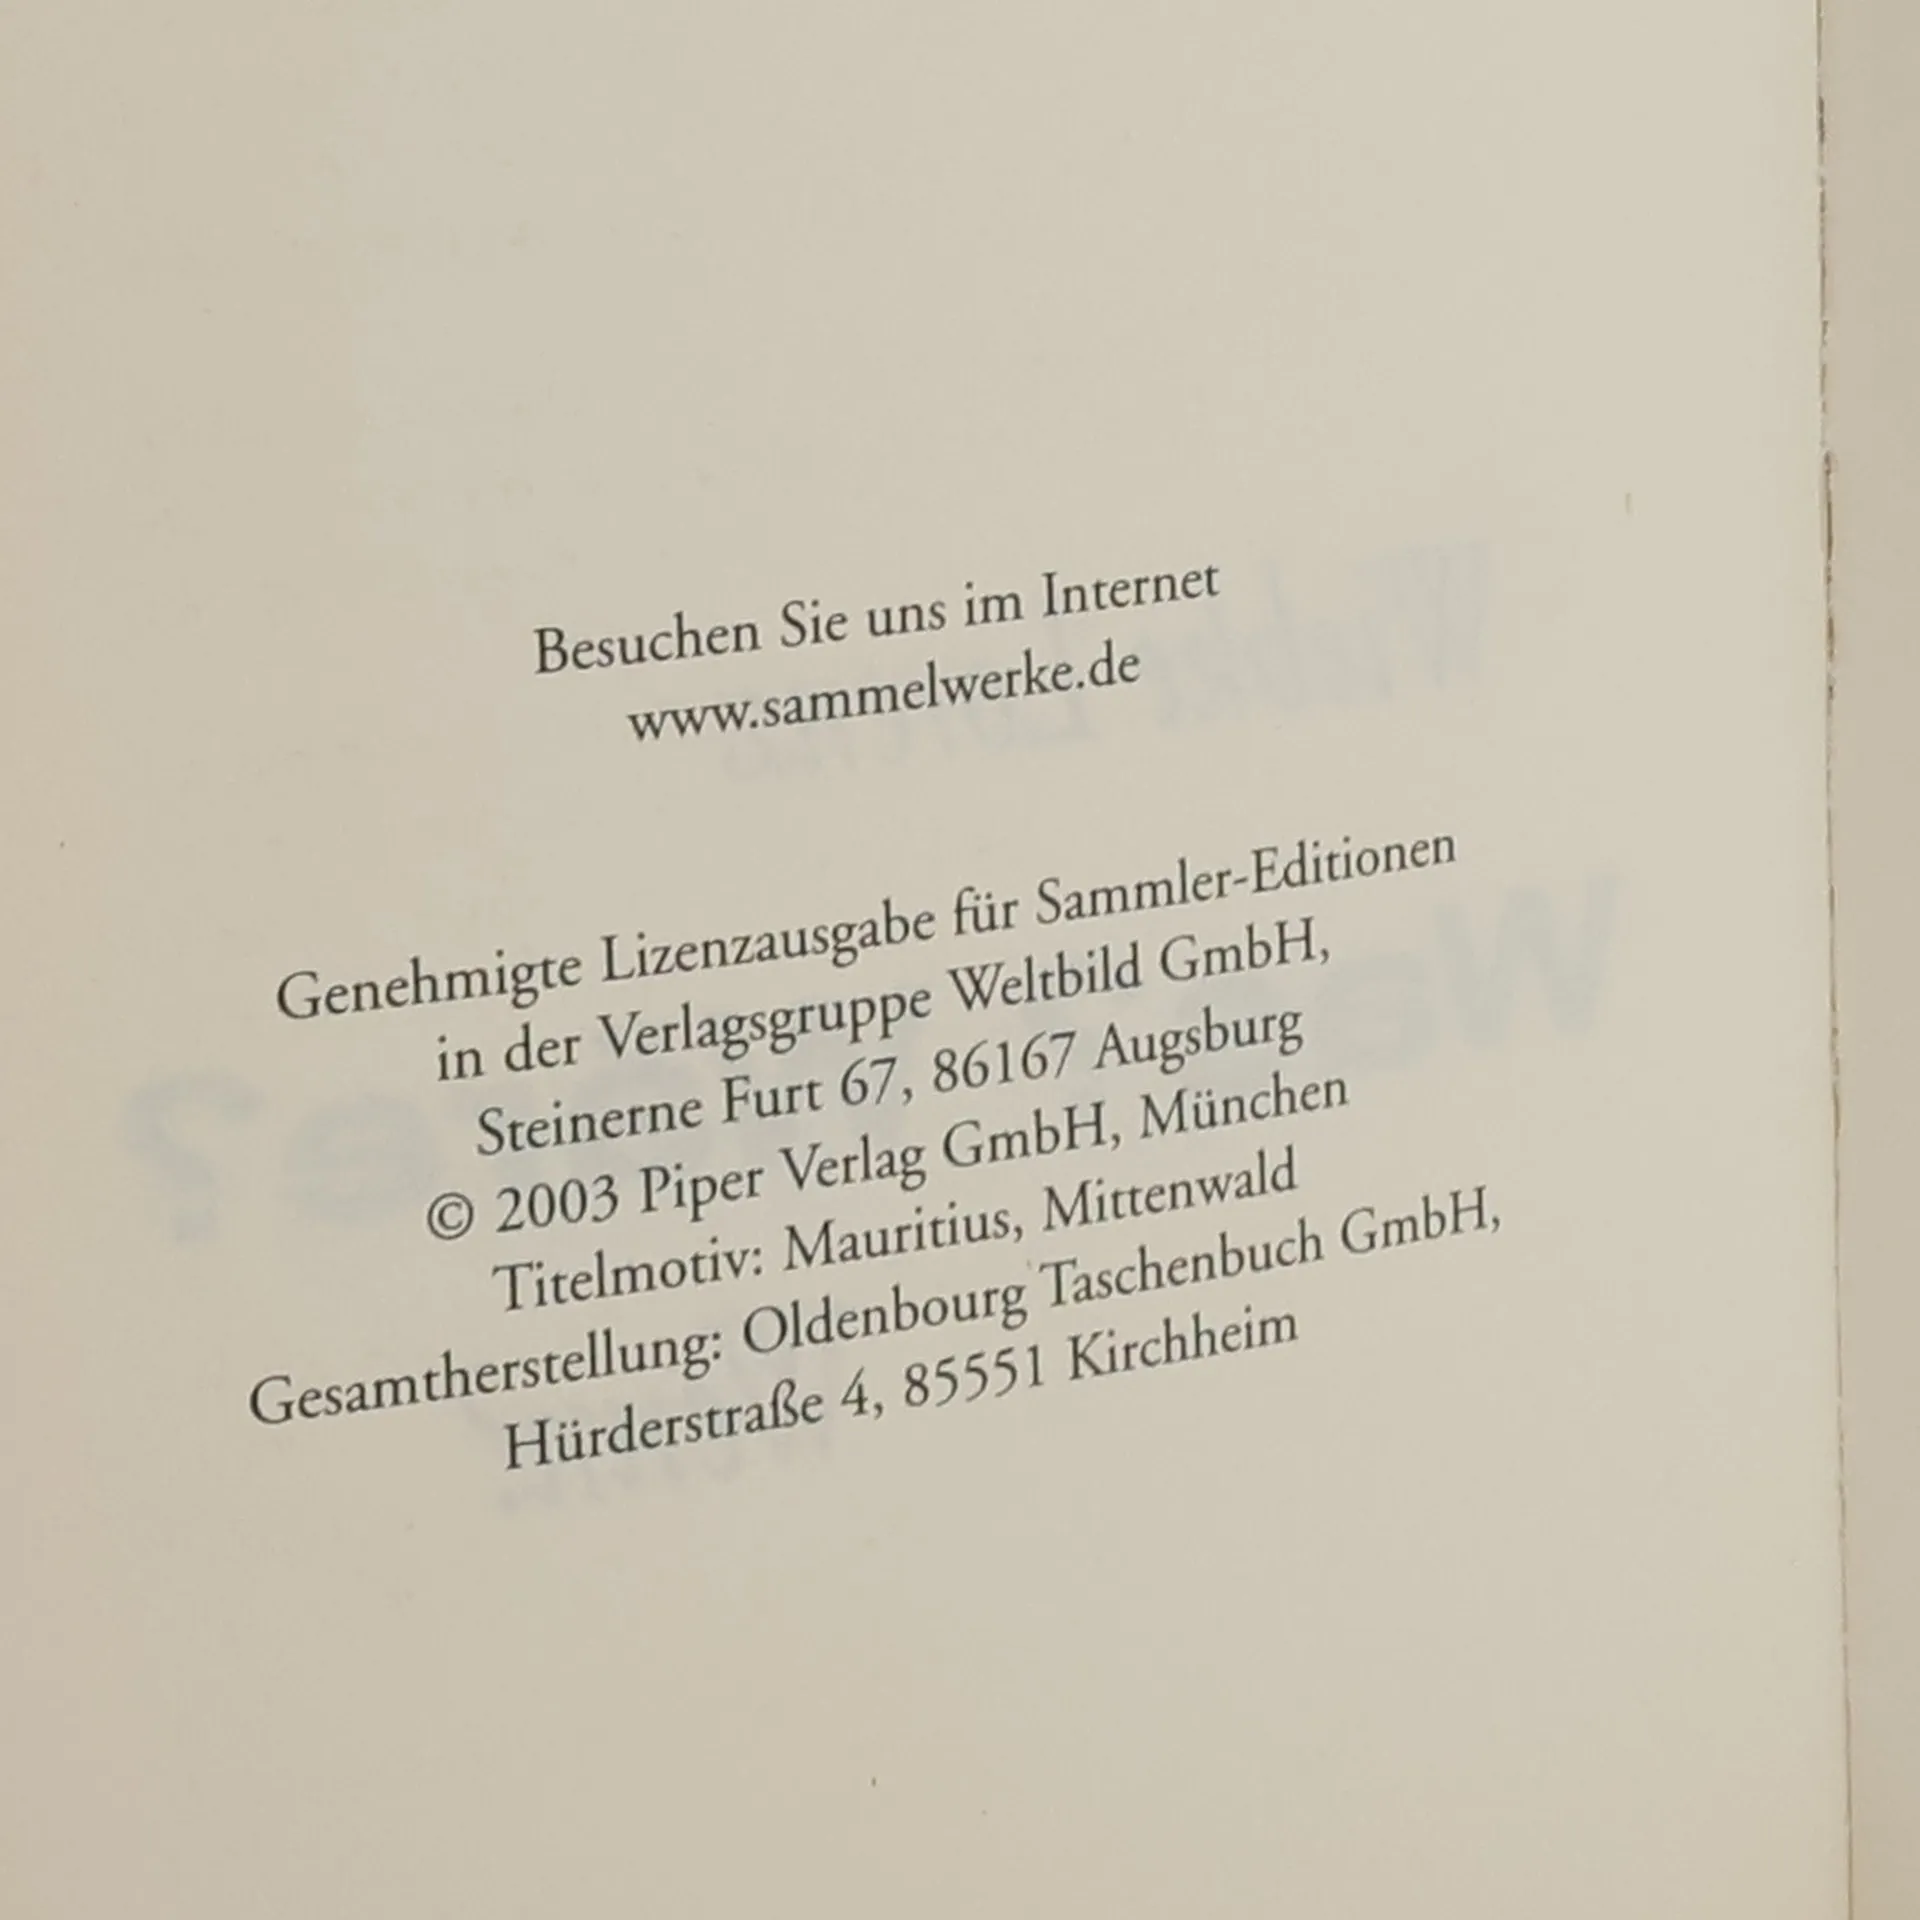 Besuchen Sie uns im Internet
www.sammelwerke.de
Genehmigte Lizenzausgabe für Sammler-Editionen
in der Verlagsgruppe Weltbild GmbH,
Steinerne Furt 67, 86167 Augsburg
© 2003 Piper Verlag GmbH, München
Titelmotiv: Mauritius, Mittenwald
Gesamtherstellung: Oldenbourg Taschenbuch GmbH,
Hürderstraße 4, 85551 Kirchheim